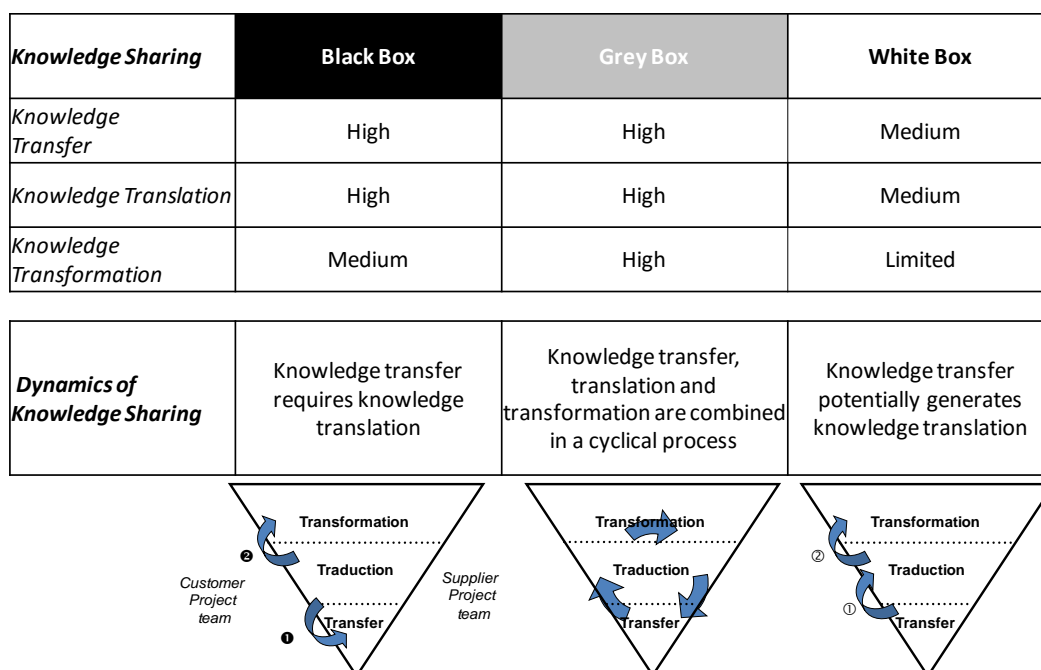 Knowledge Sharing
Black Box
Grey Box
White Box
Knowledge
Transfer
High
High
Medium
Knowledge Translation
High
High
Medium
Knowledge
Transformation
Medium
High
Limited
Dynamics of
Knowledge Sharing
Knowledge transfer
requires knowledge
translation
Knowledge transfer,
translation and
transformation are combined
in a cyclical process
Knowledge transfer
potentially generates
knowledge translation
Transformation
❷
Traduction
Customer
Project
team
Transfer
❶
Supplier
Project
team
Transformation
Traduction
Transfer
Transformation
②
Traduction
①
Transfer